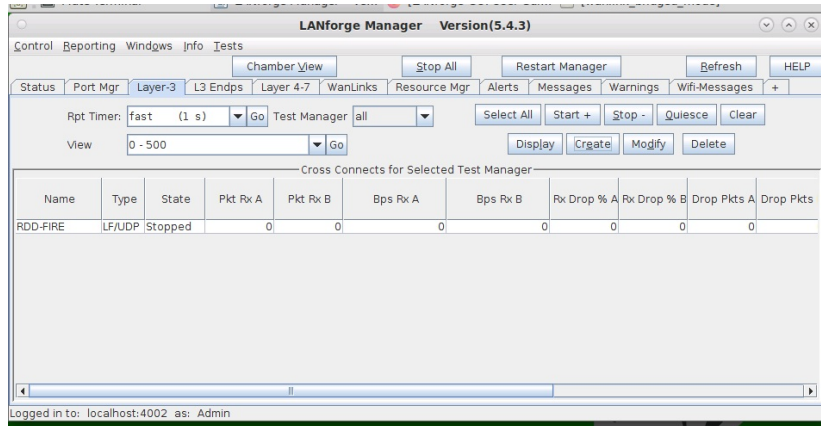 LANforge Manager Version(5.4.3)
Control Reporting Windows Info Tests
Chamber View Stop All Restart Manager Refresh HELP
Status Port Mgr Layer-3 L3 Endps Layer 4-7 WanLinks Resource Mgr Alerts Messages Warnings Wifi-Messages +
Rpt Timer: fast (1 s) Go Test Manager all Select All Start + Stop - Quiesce Clear
View 0 - 500 Go Display Create Modify Delete
Cross Connects for Selected Test Manager
Name Type State Pkt Rx A Pkt Rx B Bps Rx A Bps Rx B Rx Drop % A Rx Drop % B Drop Pkts A Drop Pkts
RDD-FIRE LF/UDP Stopped 0 0 0 0 0 0 0
Logged in to: localhost:4002 as: Admin